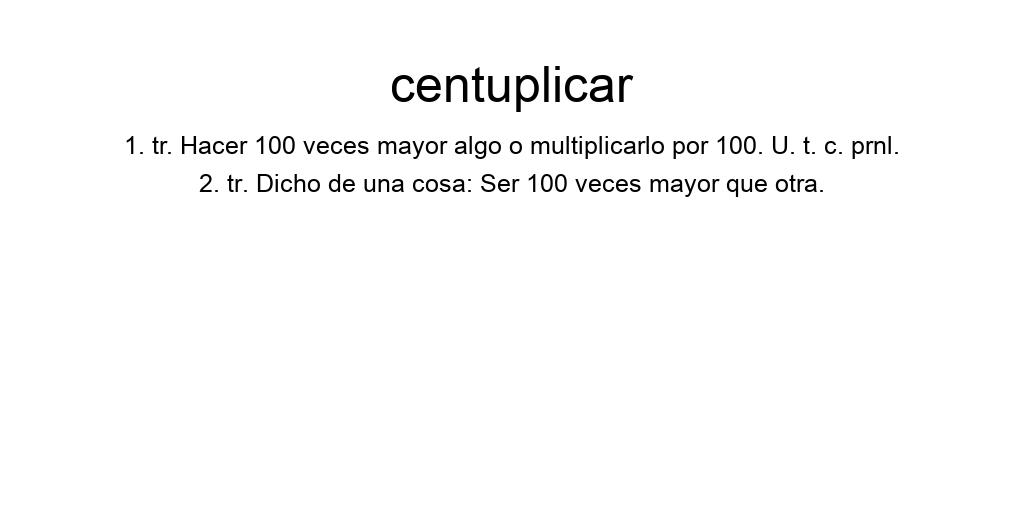 centuplicar
1. tr. Hacer 100 veces mayor algo o multiplicarlo por 100. U. t. c. prnl.
2. tr. Dicho de una cosa: Ser 100 veces mayor que otra.